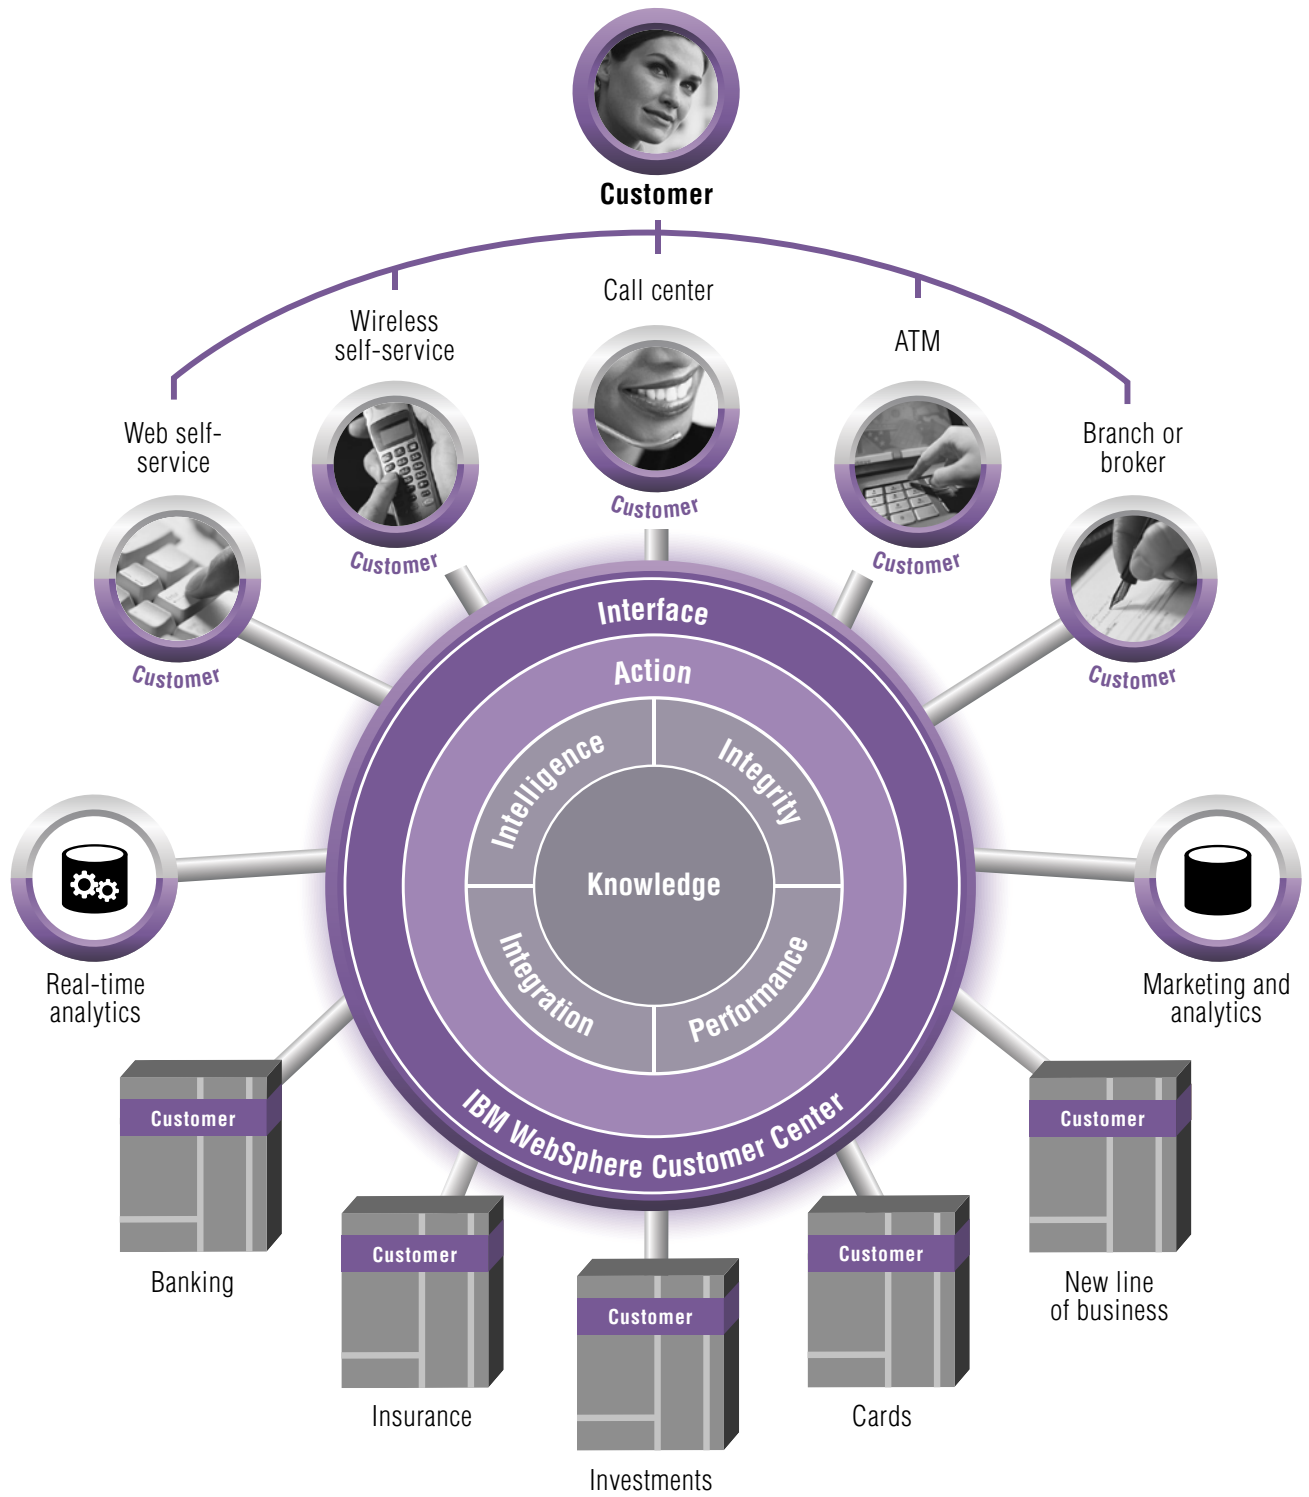 Customer
Call center
Wireless
self-service
ATM
Web self-
service
Branch or
broker
Customer
Customer
Customer
Customer
Customer
Interface
Action
Intelligence
Integrity
Knowledge
Integration
Performance
IBM WebSphere Customer Center
Real-time
analytics
Marketing and
analytics
Customer
Banking
Customer
Insurance
Customer
Investments
Customer
Cards
Customer
New line
of business